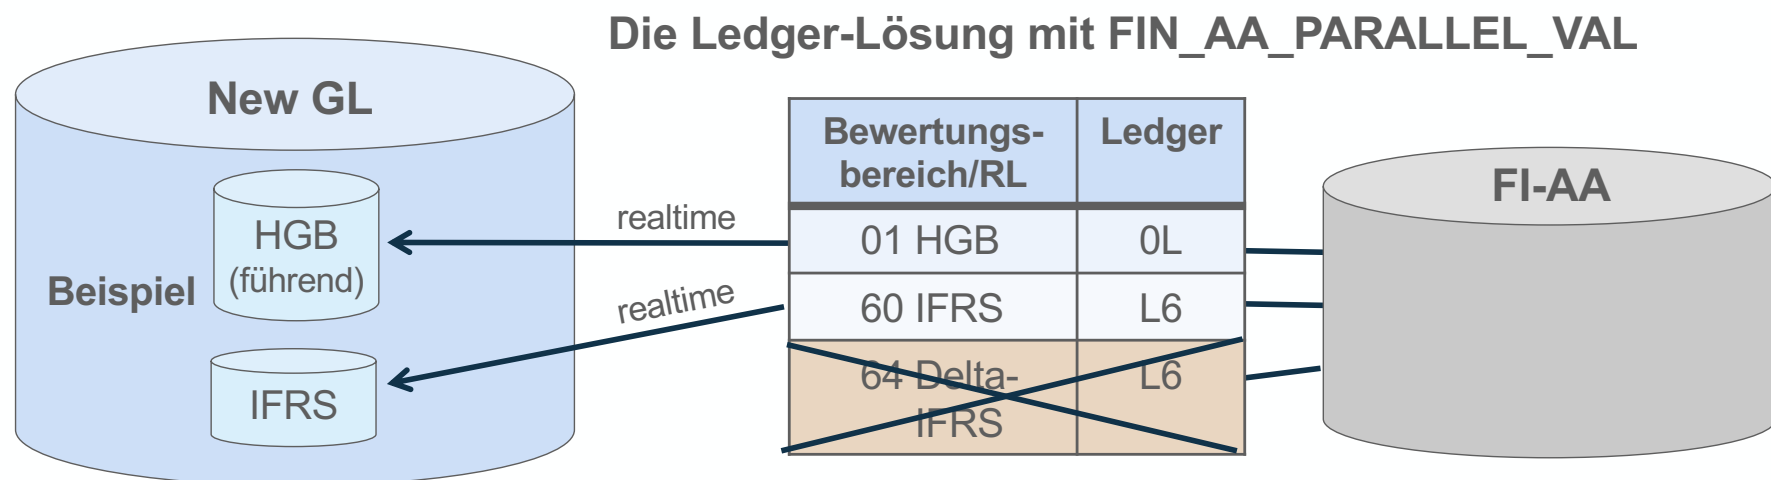 Die Ledger-Lösung mit FIN_AA_PARALLEL_VAL
New GL
HGB
(führend)
Beispiel
IFRS
realtime
realtime
Bewertungs-
bereich/RL
Ledger
01 HGB
0L
60 IFRS
L6
64 Delta-
IFRS
L6
FI-AA